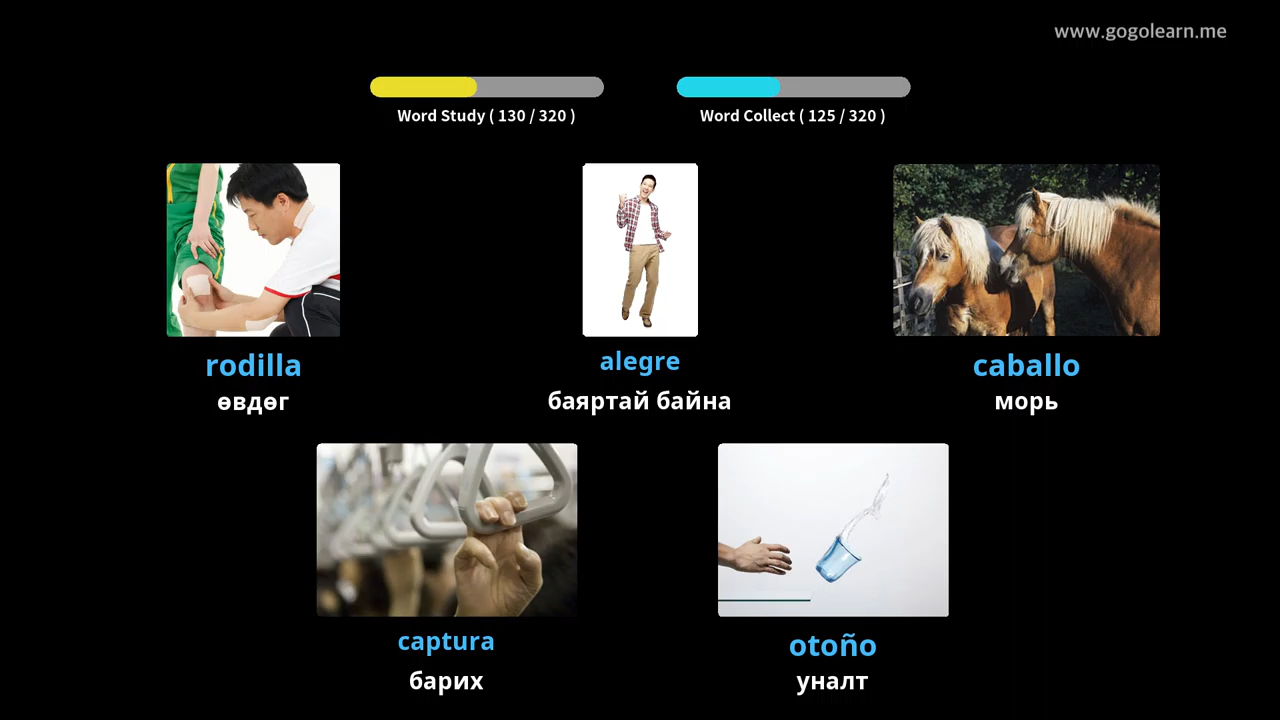 www.gogolearn.me
Word Study ( 130 / 320 )
Word Collect ( 125 / 320 )
rodilla
өвдөг
alegre
баяртай байна
caballo
морь
captura
барих
otoño
уналт